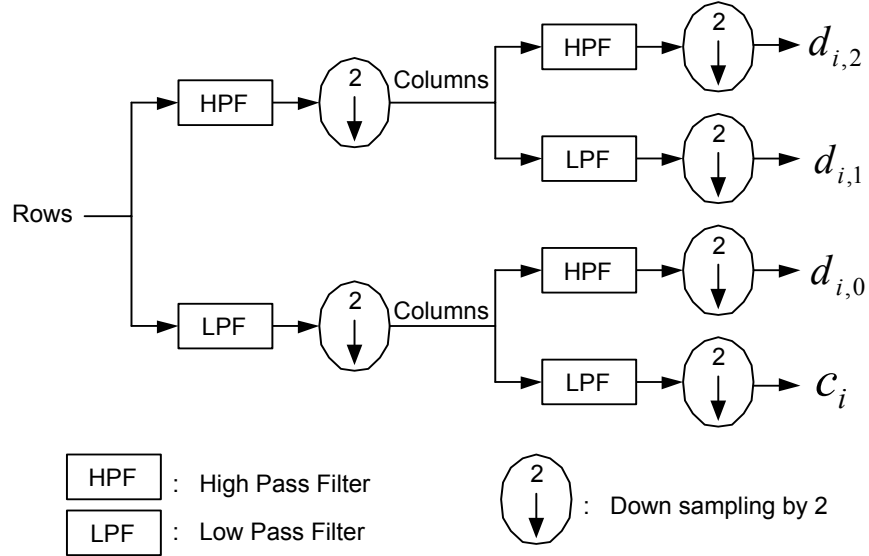 HPF 2 d_{i,2}
HPF 2 Columns
LPF 2 d_{i,1}
Rows
HPF 2 d_{i,0}
LPF 2 Columns
LPF 2 c_i
HPF : High Pass Filter
LPF : Low Pass Filter
2 : Down sampling by 2